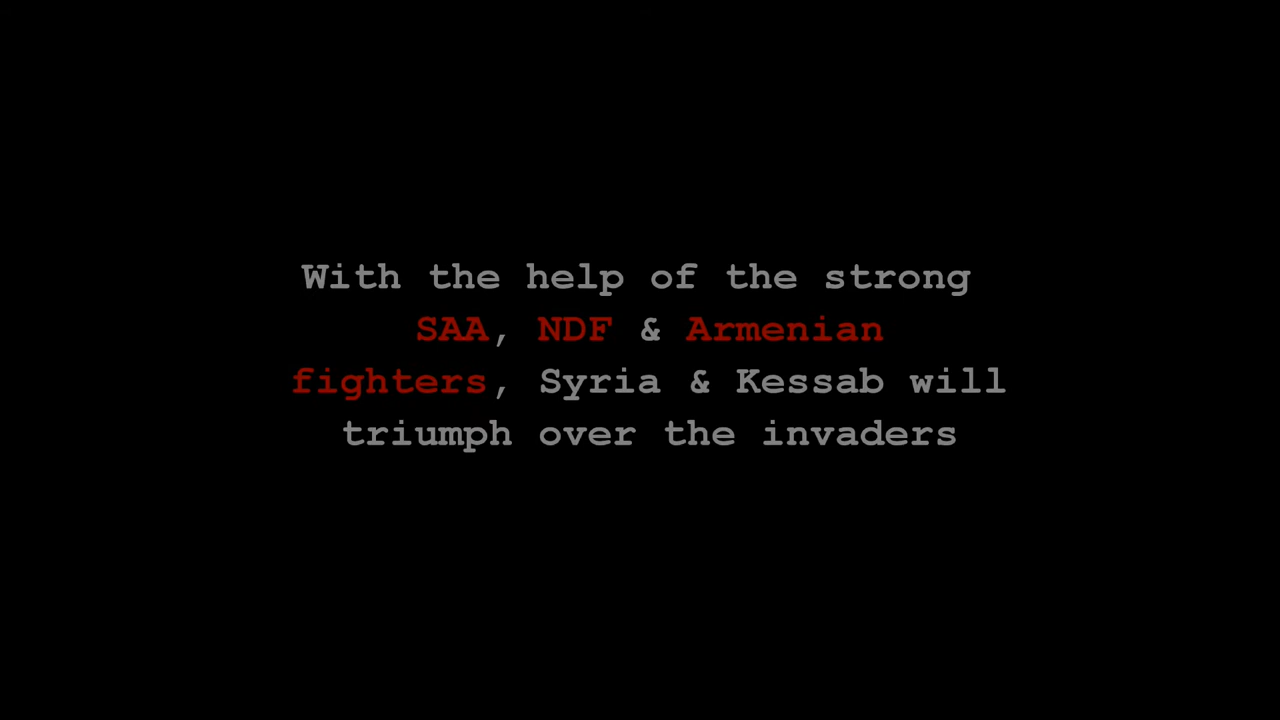 With the help of the strong
SAA, NDF & Armenian
fighters, Syria & Kessab will
triumph over the invaders